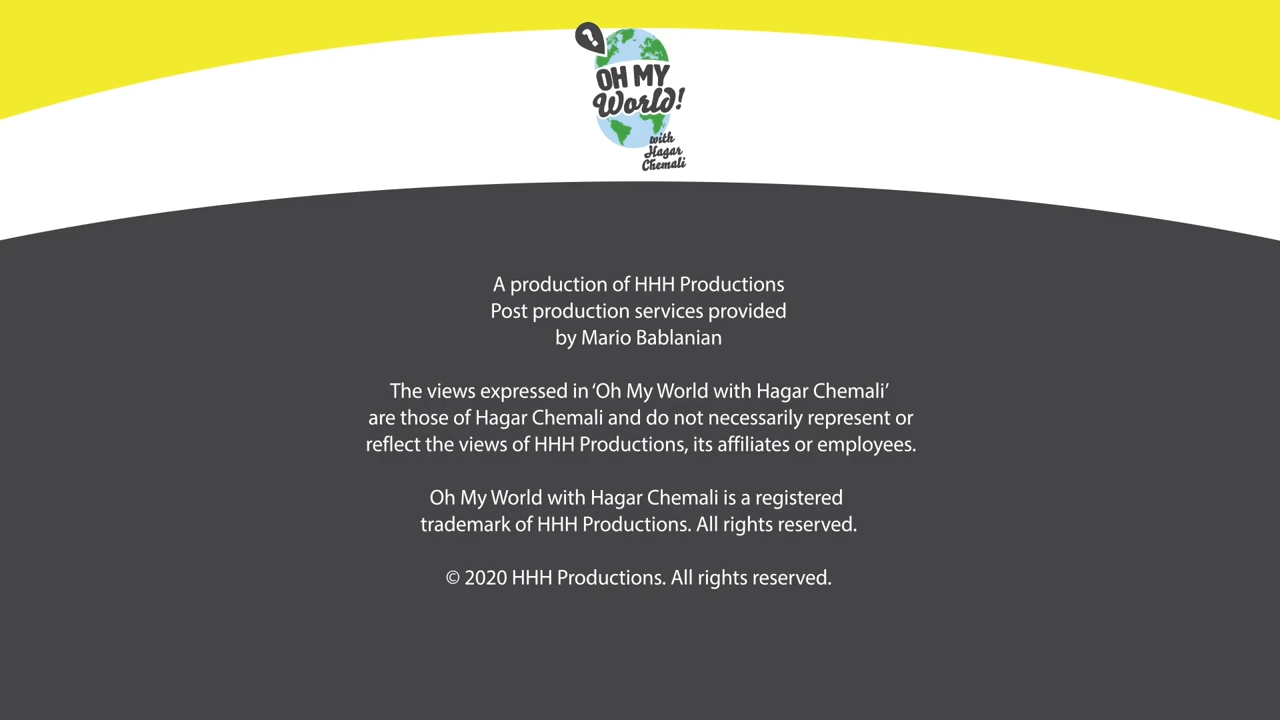 OH MY
World!
with
Hagar
Chemali
A production of HHH Productions
Post production services provided
by Mario Bablanian
The views expressed in ‘Oh My World with Hagar Chemali’
are those of Hagar Chemali and do not necessarily represent or
reflect the views of HHH Productions, its affiliates or employees.
Oh My World with Hagar Chemali is a registered
trademark of HHH Productions. All rights reserved.
© 2020 HHH Productions. All rights reserved.